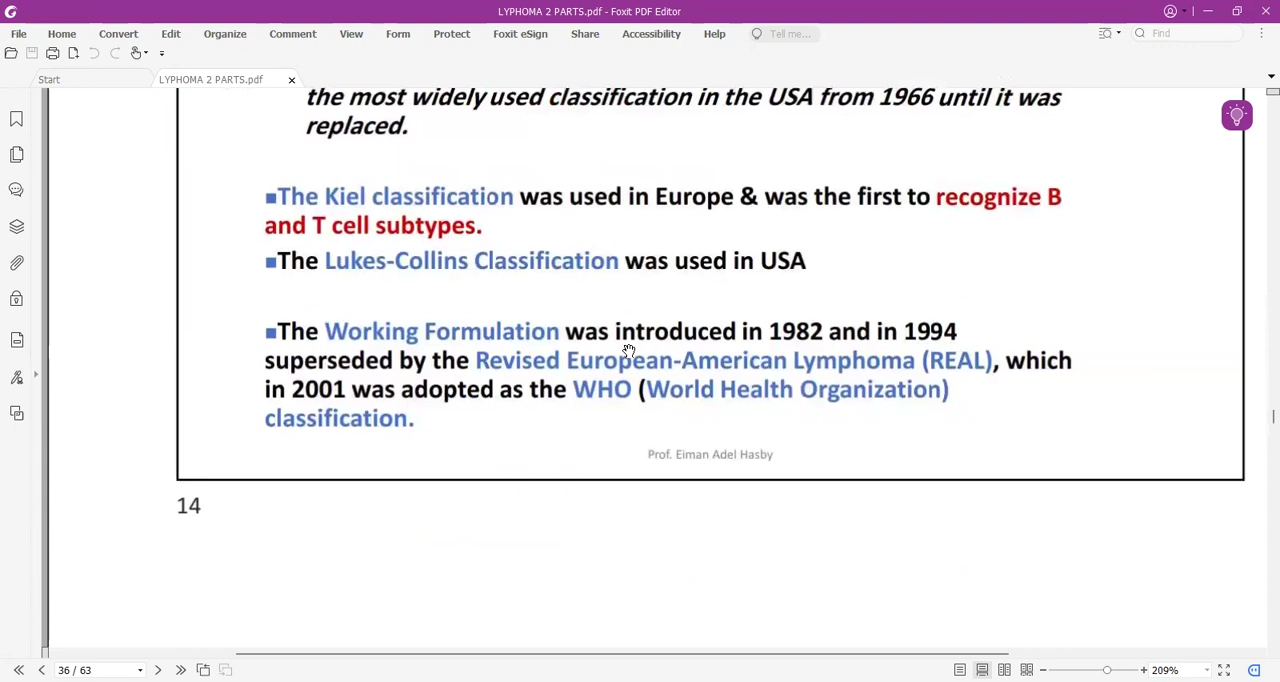 LYPHOMA 2 PARTS.pdf - Foxit PDF Editor
File Home Convert Edit Organize Comment View Form Protect Foxit eSign Share Accessibility Help Tell me... Find
Start LYPHOMA 2 PARTS.pdf
the most widely used classification in the USA from 1966 until it was
replaced.
■The Kiel classification was used in Europe & was the first to recognize B
and T cell subtypes.
■The Lukes-Collins Classification was used in USA
■The Working Formulation was introduced in 1982 and in 1994
superseded by the Revised European-American Lymphoma (REAL), which
in 2001 was adopted as the WHO (World Health Organization)
classification.
Prof. Eiman Adel Hasby
14
36 / 63 209%